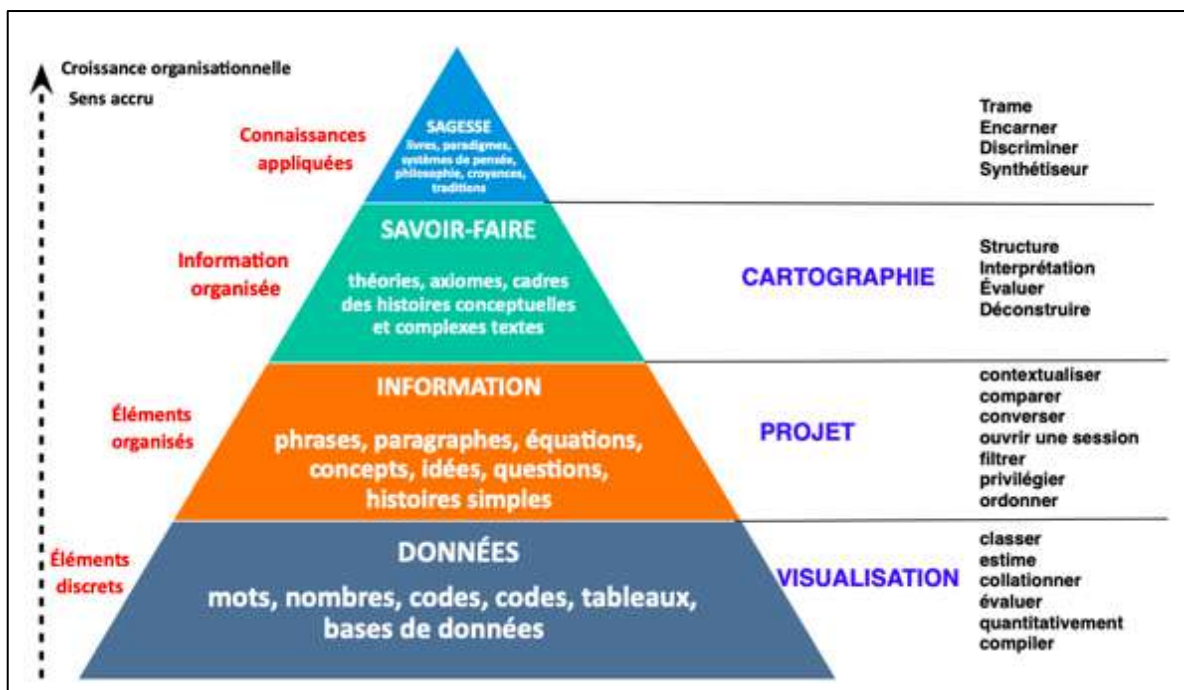 Croissance organisationnelle
Sens accru
Connaissances
appliquées
SAGESSE
livres, paradigmes,
systèmes de pensée,
philosophie, croyances,
traditions
Trame
Encarner
Discriminer
Synthétiseur
Information
organisée
SAVOIR-FAIRE
théories, axiomes, cadres
des histoires conceptuelles
et complexes textes
CARTOGRAPHIE
Structure
Interprétation
Évaluer
Déconstruire
Éléments
organisés
INFORMATION
phrases, paragraphes, équations,
concepts, idées, questions,
histoires simples
PROJET
contextualiser
comparer
converser
ouvrir une session
filtrer
privilégier
ordonner
Éléments
discrets
DONNÉES
mots, nombres, codes, codes, tableaux,
bases de données
VISUALISATION
classer
estime
collationner
évaluer
quantitativement
compiler